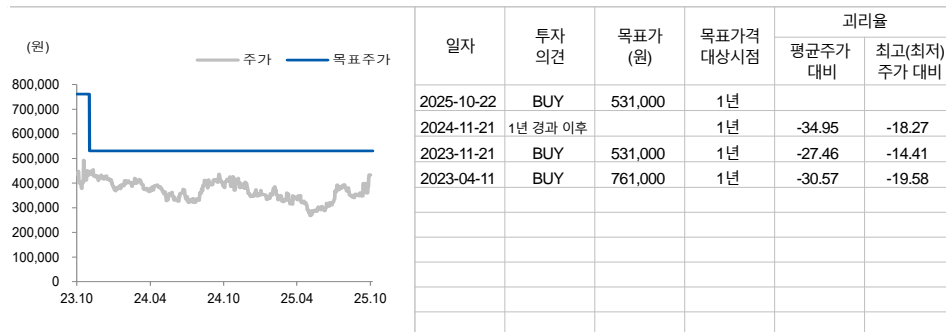 (원)
주가 목표주가
800,000
700,000
600,000
500,000
400,000
300,000
200,000
100,000
0
23.10 24.04 24.10 25.04 25.10
일자 투자 의견 목표가 (원) 목표가격 대상시점 괴리율
평균주가 대비 최고(최저) 주가 대비
2025-10-22 BUY 531,000 1년
2024-11-21 1년 경과 이후 1년 -34.95 -18.27
2023-11-21 BUY 531,000 1년 -27.46 -14.41
2023-04-11 BUY 761,000 1년 -30.57 -19.58